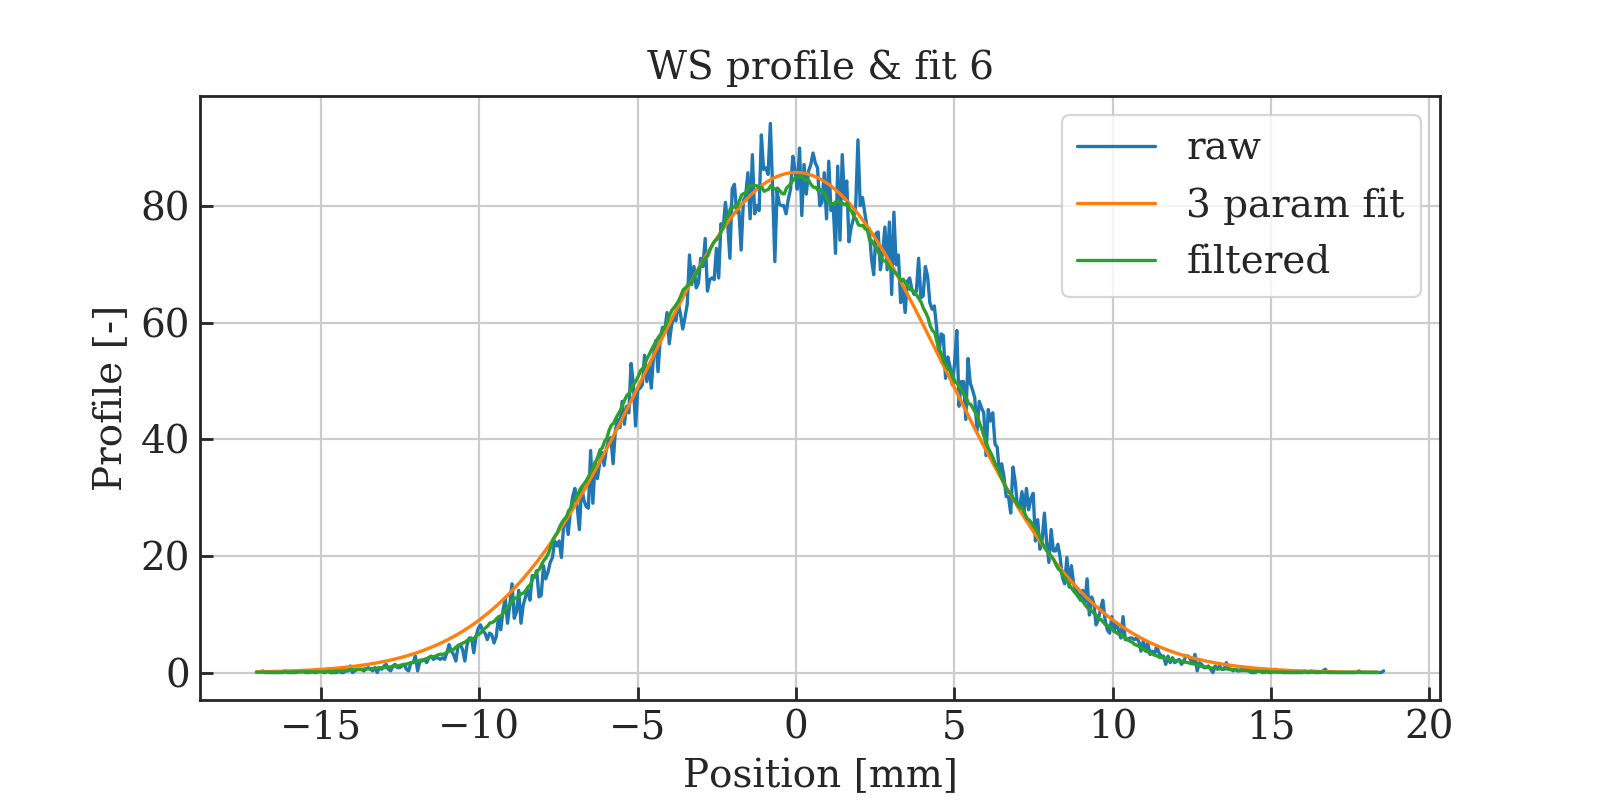 WS profile & fit 6
raw
3 param fit
filtered
Profile [-]
80
60
40
20
0
−15 −10 −5 0 5 10 15 20
Position [mm]